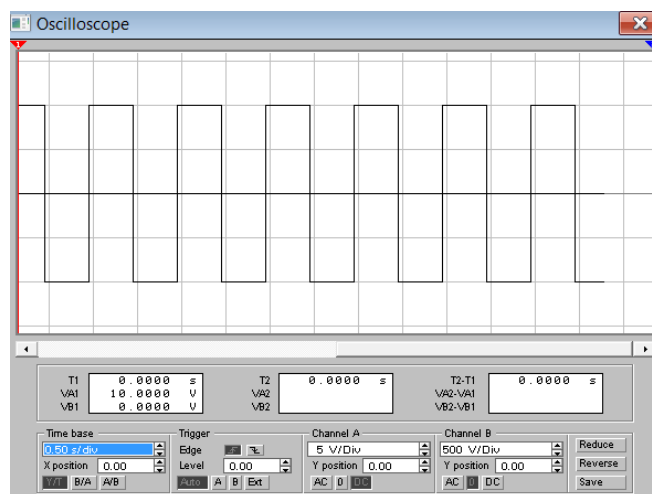 Oscilloscope
1
T1 0.0000 s T2 0.0000 s T2-T1 0.0000 s
VA1 10.0000 V VA2 VA2-VA1
VB1 0.0000 V VB2 VB2-VB1
Time base Trigger Channel A Channel B
0.50 s/div Edge 5 V/Div 500 V/Div Reduce
X position 0.00 Level 0.00 Y position 0.00 Y position 0.00 Reverse
Y/T B/A A/B Auto A B Ext AC 0 DC AC 0 DC Save